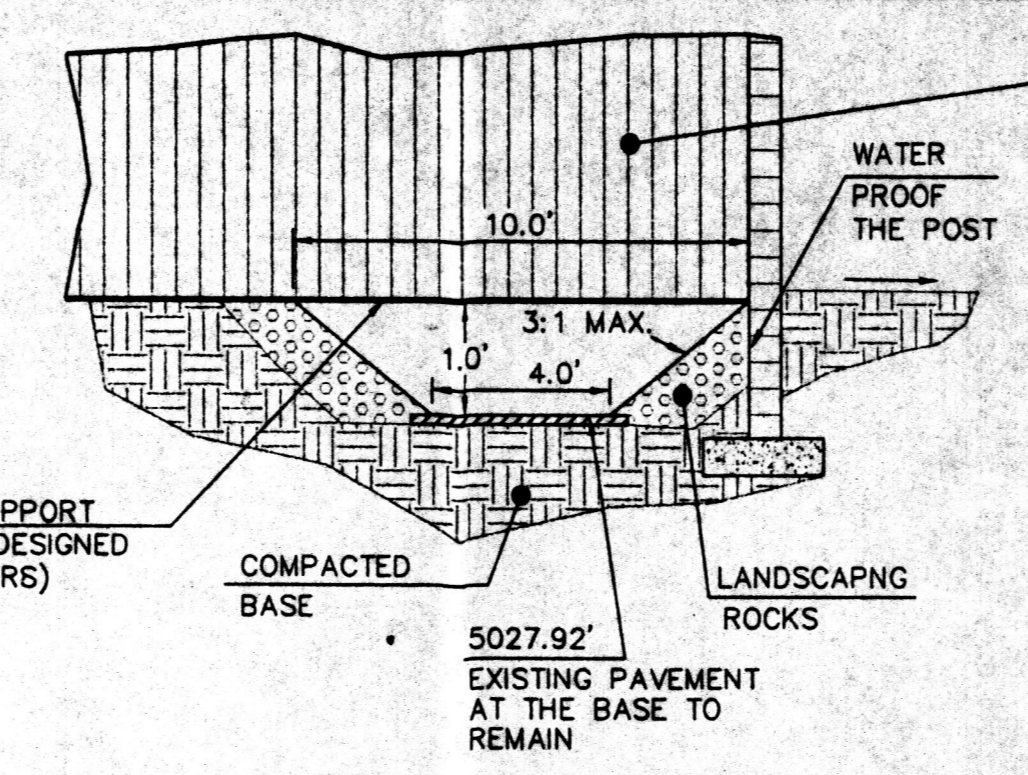 WATER
PROOF
THE POST
10.0'
3:1 MAX.
1.0'
4.0'
PPORT
DESIGNED
RS)
COMPACTED
BASE
LANDSCAPNG
ROCKS
5027.92'
EXISTING PAVEMENT
AT THE BASE TO
REMAIN